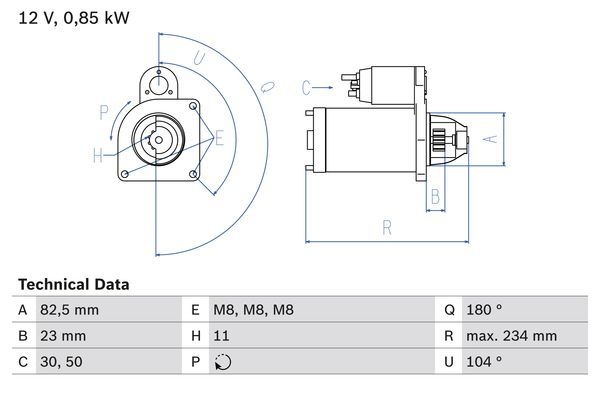 12 V, 0,85 kW
U
Q
P
H
E
C
A
B
R
Technical Data
A 82,5 mm E M8, M8, M8 Q 180 °
B 23 mm H 11 R max. 234 mm
C 30, 50 P U 104 °